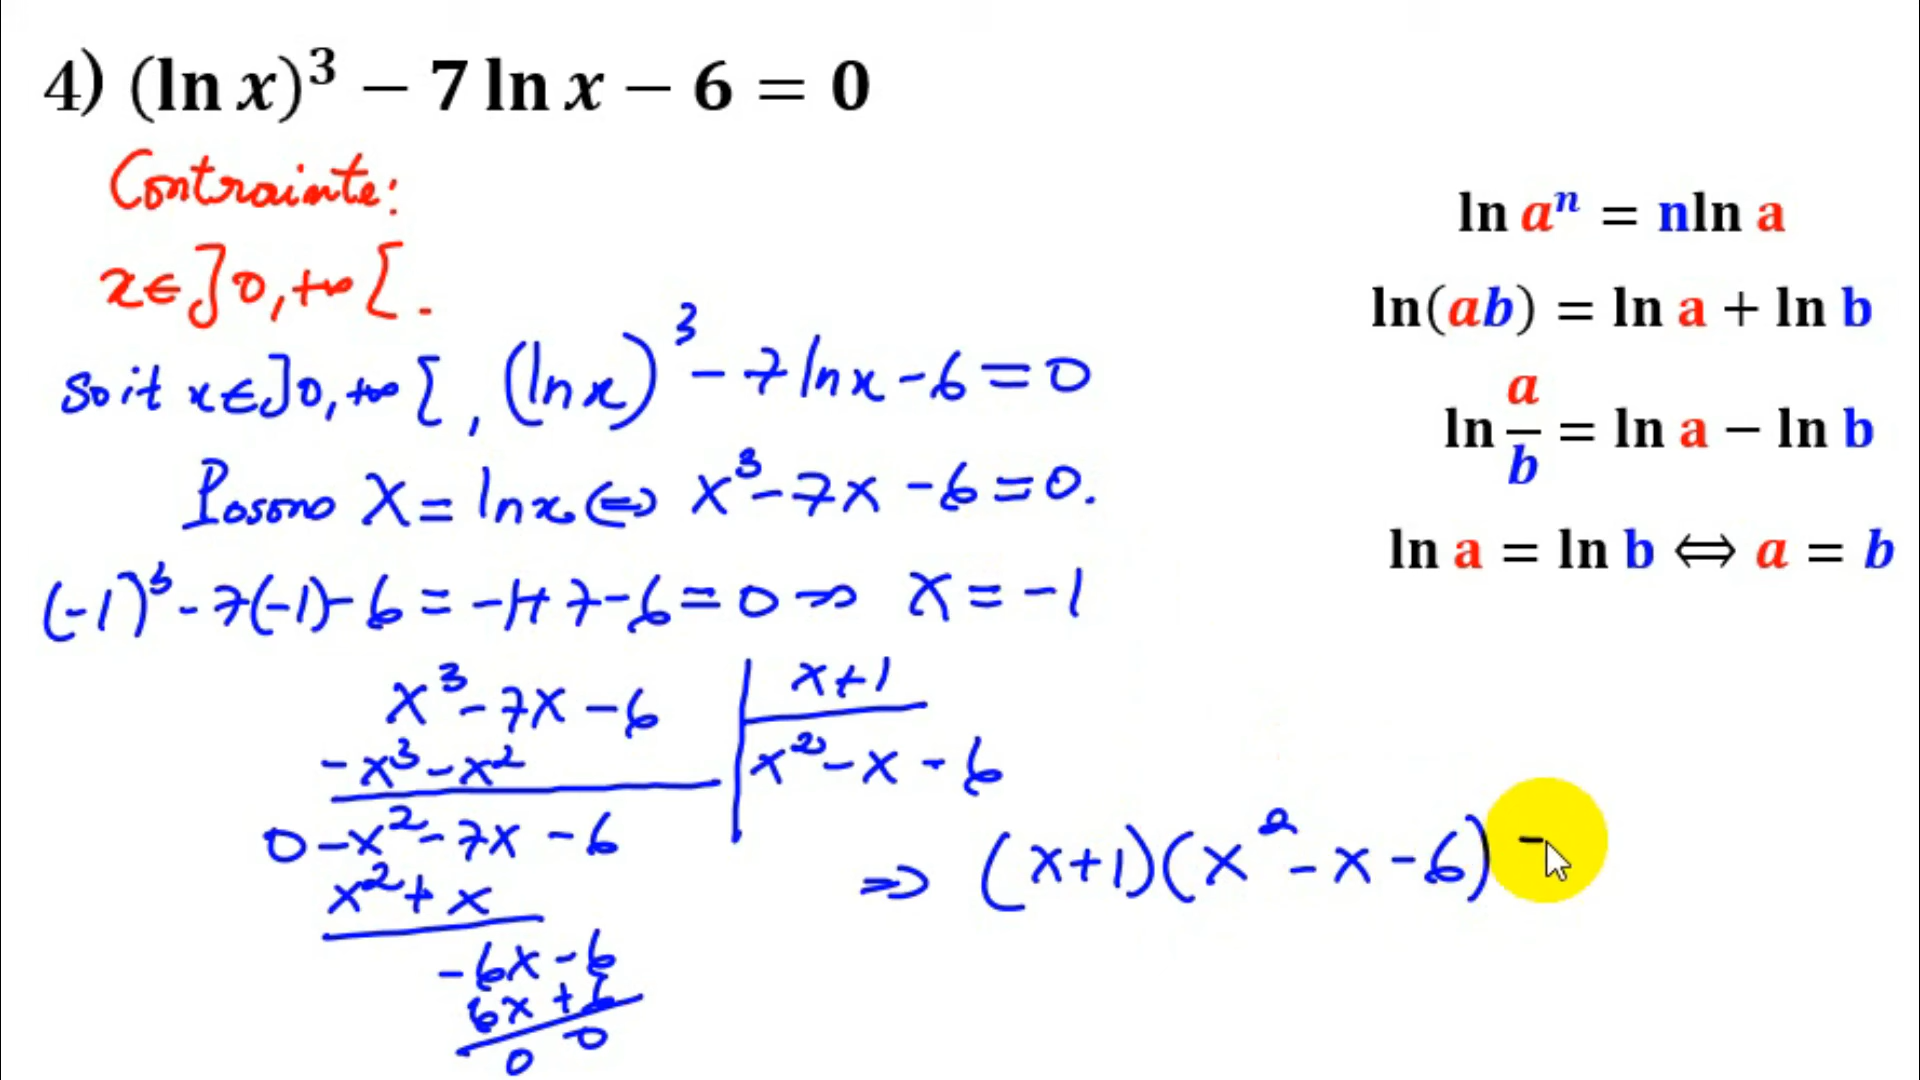 4) (ln x)³ − 7 ln x − 6 = 0
Contrainte:
x∈]0,+∞[.
soit x∈]0,+∞[, (ln x)³ − 7 ln x − 6 = 0
Posons X = ln x ⇔ X³ − 7X − 6 = 0.
(−1)³ − 7(−1) − 6 = −1+7−6 = 0 ⇒ X = −1
X³ − 7X − 6 | X+1
−X³ − X² | X² − X − 6
0 − X² − 7X − 6
X² + X
−6X − 6
6X + 6
0 0
⇒ (X+1)(X² − X − 6) −
ln aⁿ = nln a
ln(ab) = ln a + ln b
ln a/b = ln a − ln b
ln a = ln b ⇔ a = b